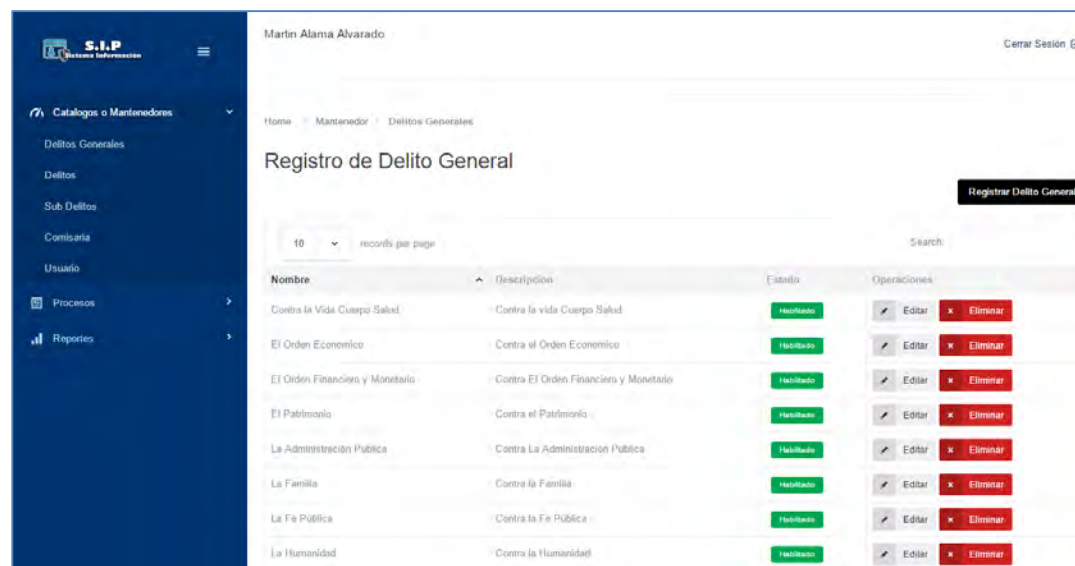 S.I.P
Sistema Información
Martin Alama Alvarado
Cerrar Sesión
Catalogos o Mantenedores
Delitos Generales
Delitos
Sub Delitos
Comisaria
Usuario
Procesos
Reportes
Home Mantenedor Delitos Generales
Registro de Delito General
Registrar Delito General
10 records per page
Search:
Nombre Descripcion Estado Operaciones
Contra la Vida Cuerpo Salud Contra la vida Cuerpo Salud Habilitado Editar Eliminar
El Orden Economico Contra el Orden Economico Habilitado Editar Eliminar
El Orden Financiero y Monetario Contra El Orden Financiero y Monetario Habilitado Editar Eliminar
El Patrimonio Contra el Patrimonio Habilitado Editar Eliminar
La Administración Publica Contra La Administración Publica Habilitado Editar Eliminar
La Familia Contra la Familia Habilitado Editar Eliminar
La Fe Pública Contra la Fe Pública Habilitado Editar Eliminar
La Humanidad Contra la Humanidad Habilitado Editar Eliminar